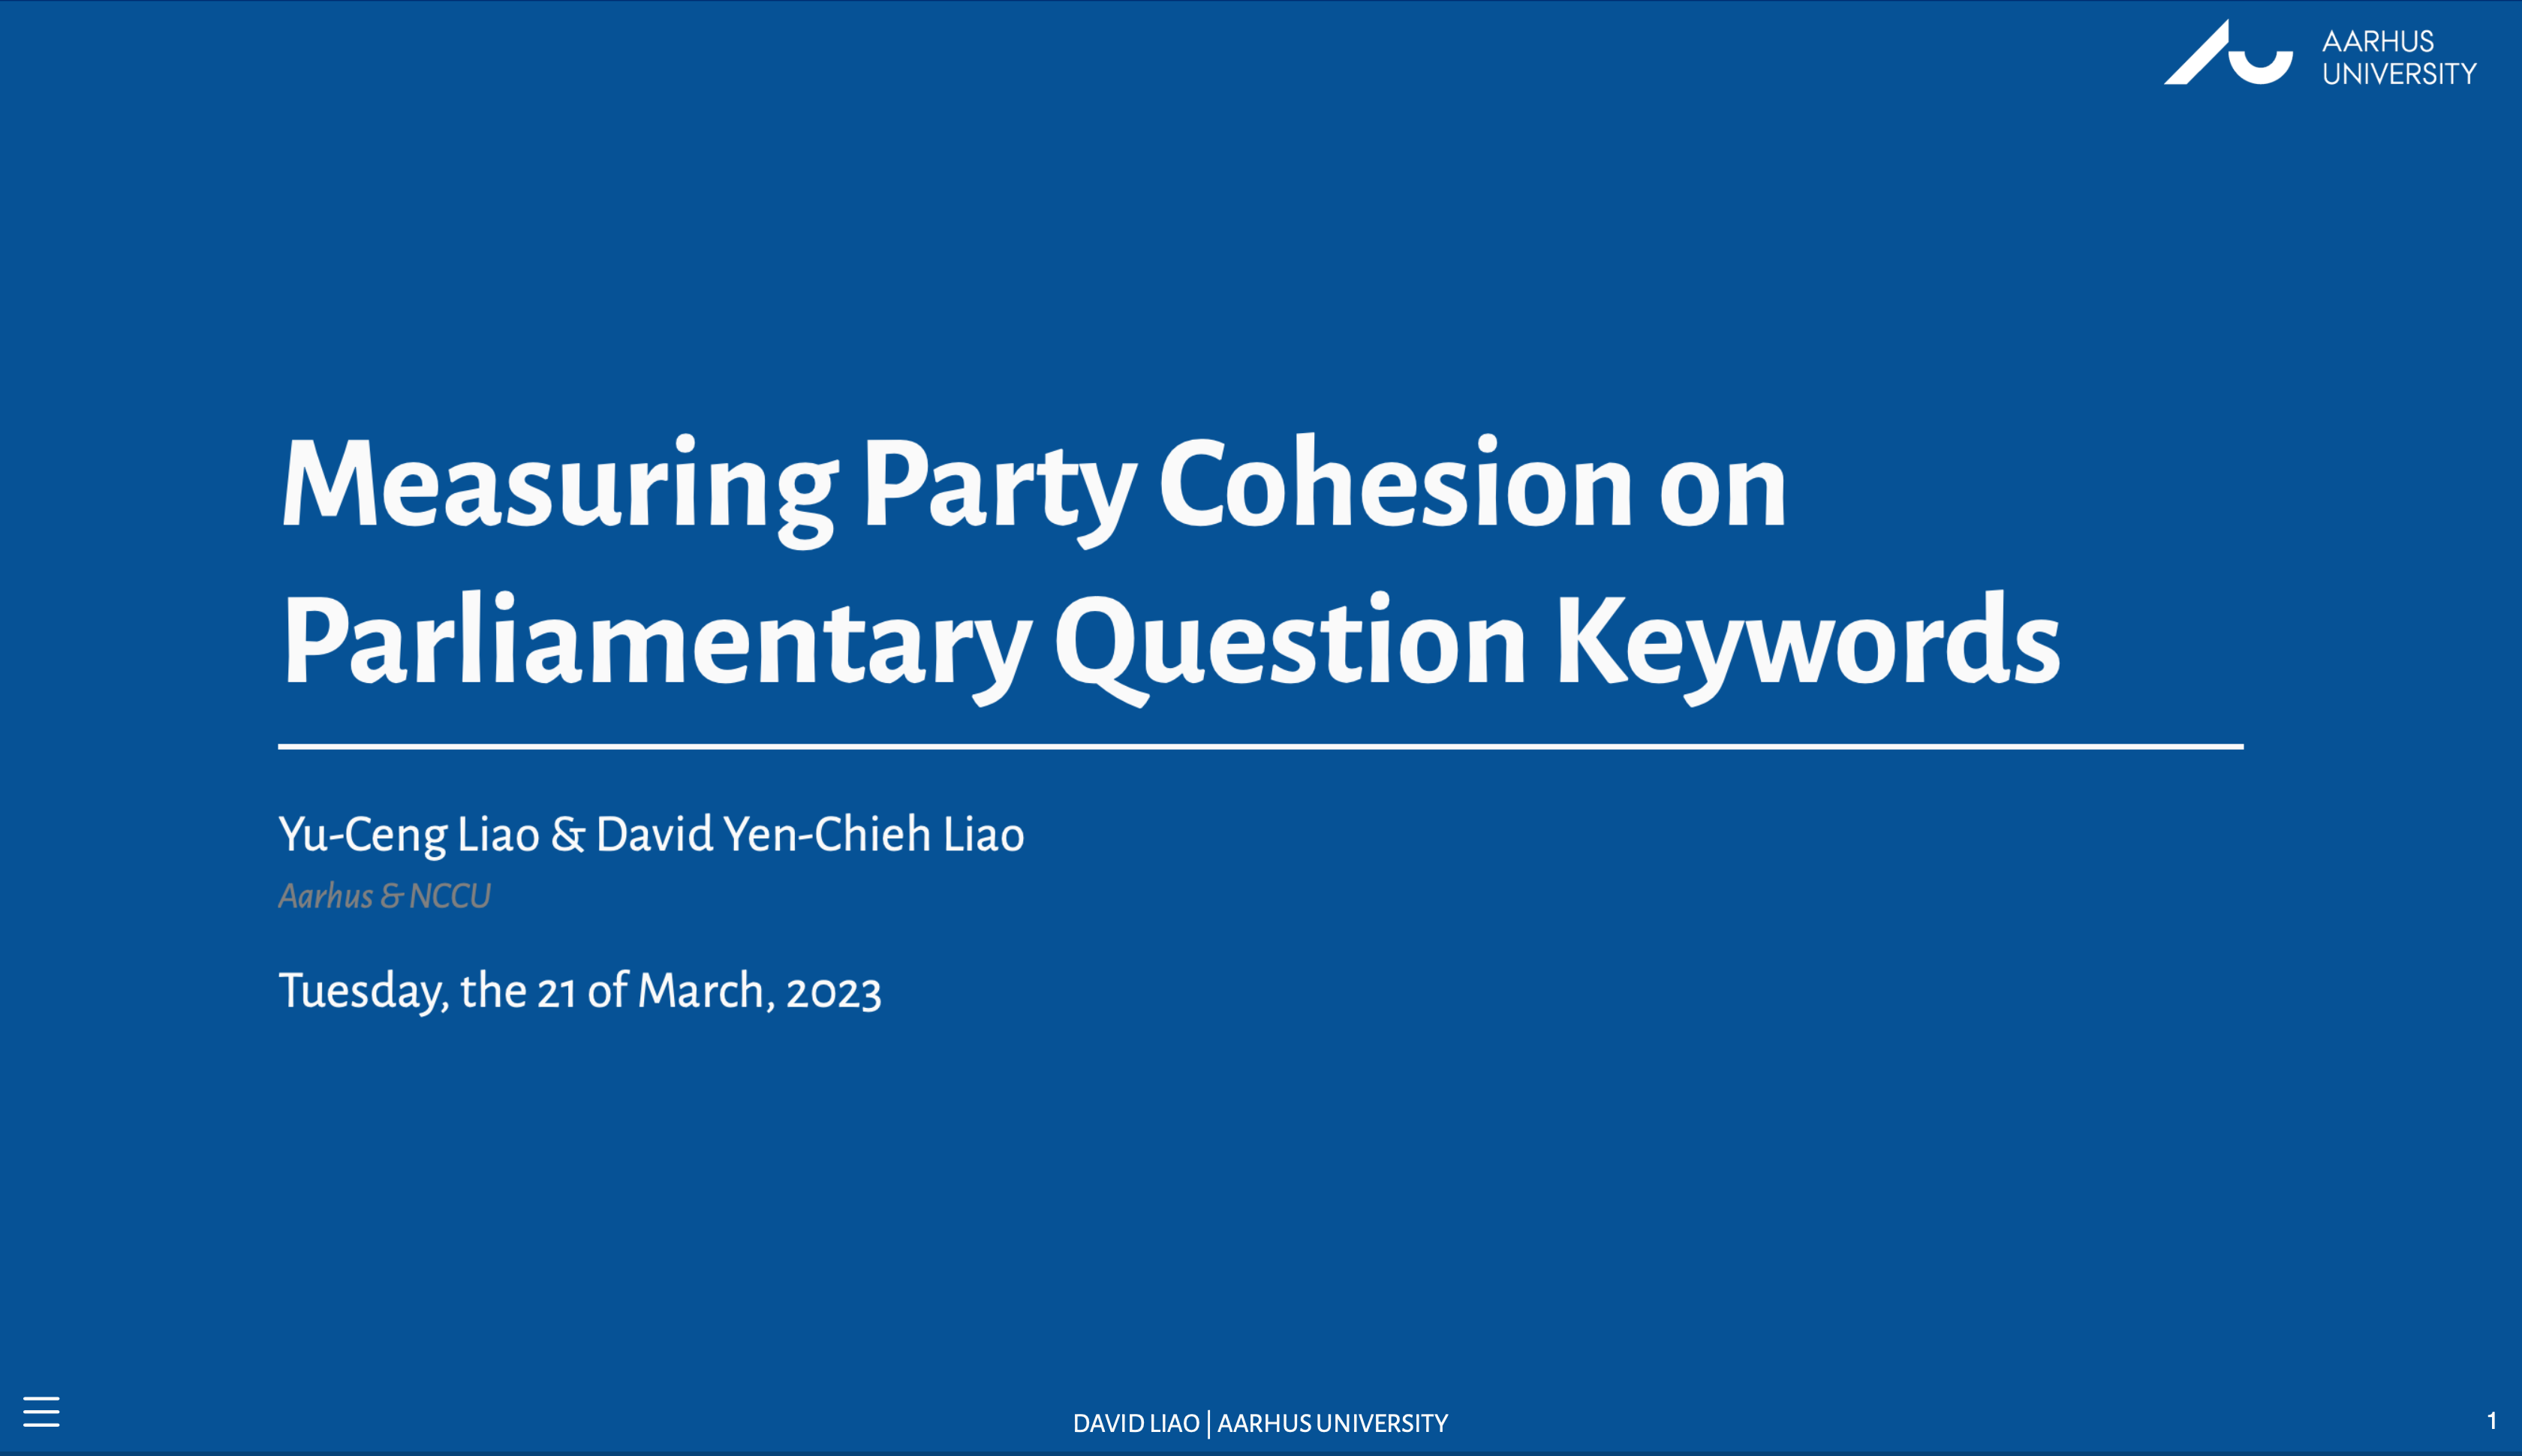 AARHUS
UNIVERSITY
Measuring Party Cohesion on
Parliamentary Question Keywords
Yu-Ceng Liao & David Yen-Chieh Liao
Aarhus & NCCU
Tuesday, the 21 of March, 2023
DAVID LIAO | AARHUS UNIVERSITY
1